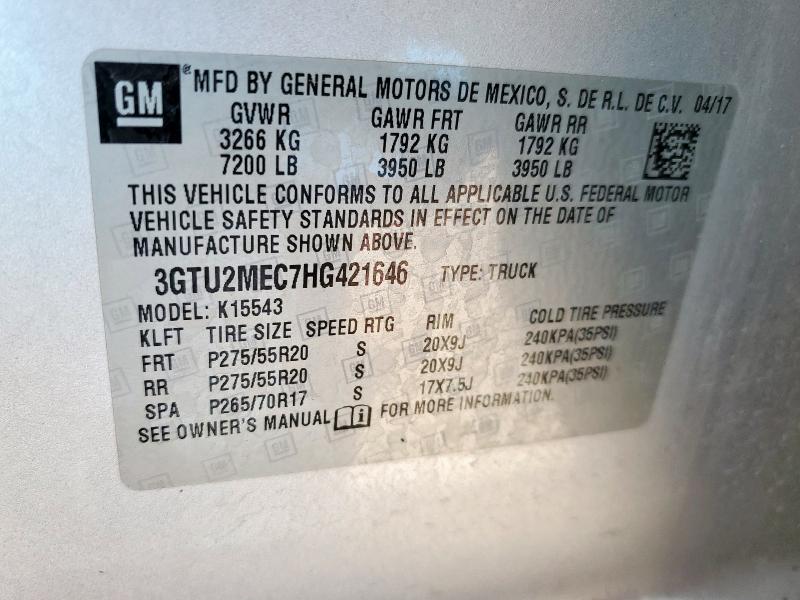 GM ® MFD BY GENERAL MOTORS DE MEXICO, S. DE R.L. DE C.V. 04/17
GVWR GAWR FRT GAWR RR
3266 KG 1792 KG 1792 KG
7200 LB 3950 LB 3950 LB
THIS VEHICLE CONFORMS TO ALL APPLICABLE U.S. FEDERAL MOTOR
VEHICLE SAFETY STANDARDS IN EFFECT ON THE DATE OF
MANUFACTURE SHOWN ABOVE.
3GTU2MEC7HG421646 TYPE: TRUCK
MODEL: K15543
KLFT TIRE SIZE SPEED RTG RIM COLD TIRE PRESSURE
FRT P275/55R20 S 20X9J 240KPA(35PSI)
RR P275/55R20 S 20X9J 240KPA(35PSI)
SPA P265/70R17 S 17X7.5J 240KPA(35PSI)
SEE OWNER'S MANUAL i FOR MORE INFORMATION.